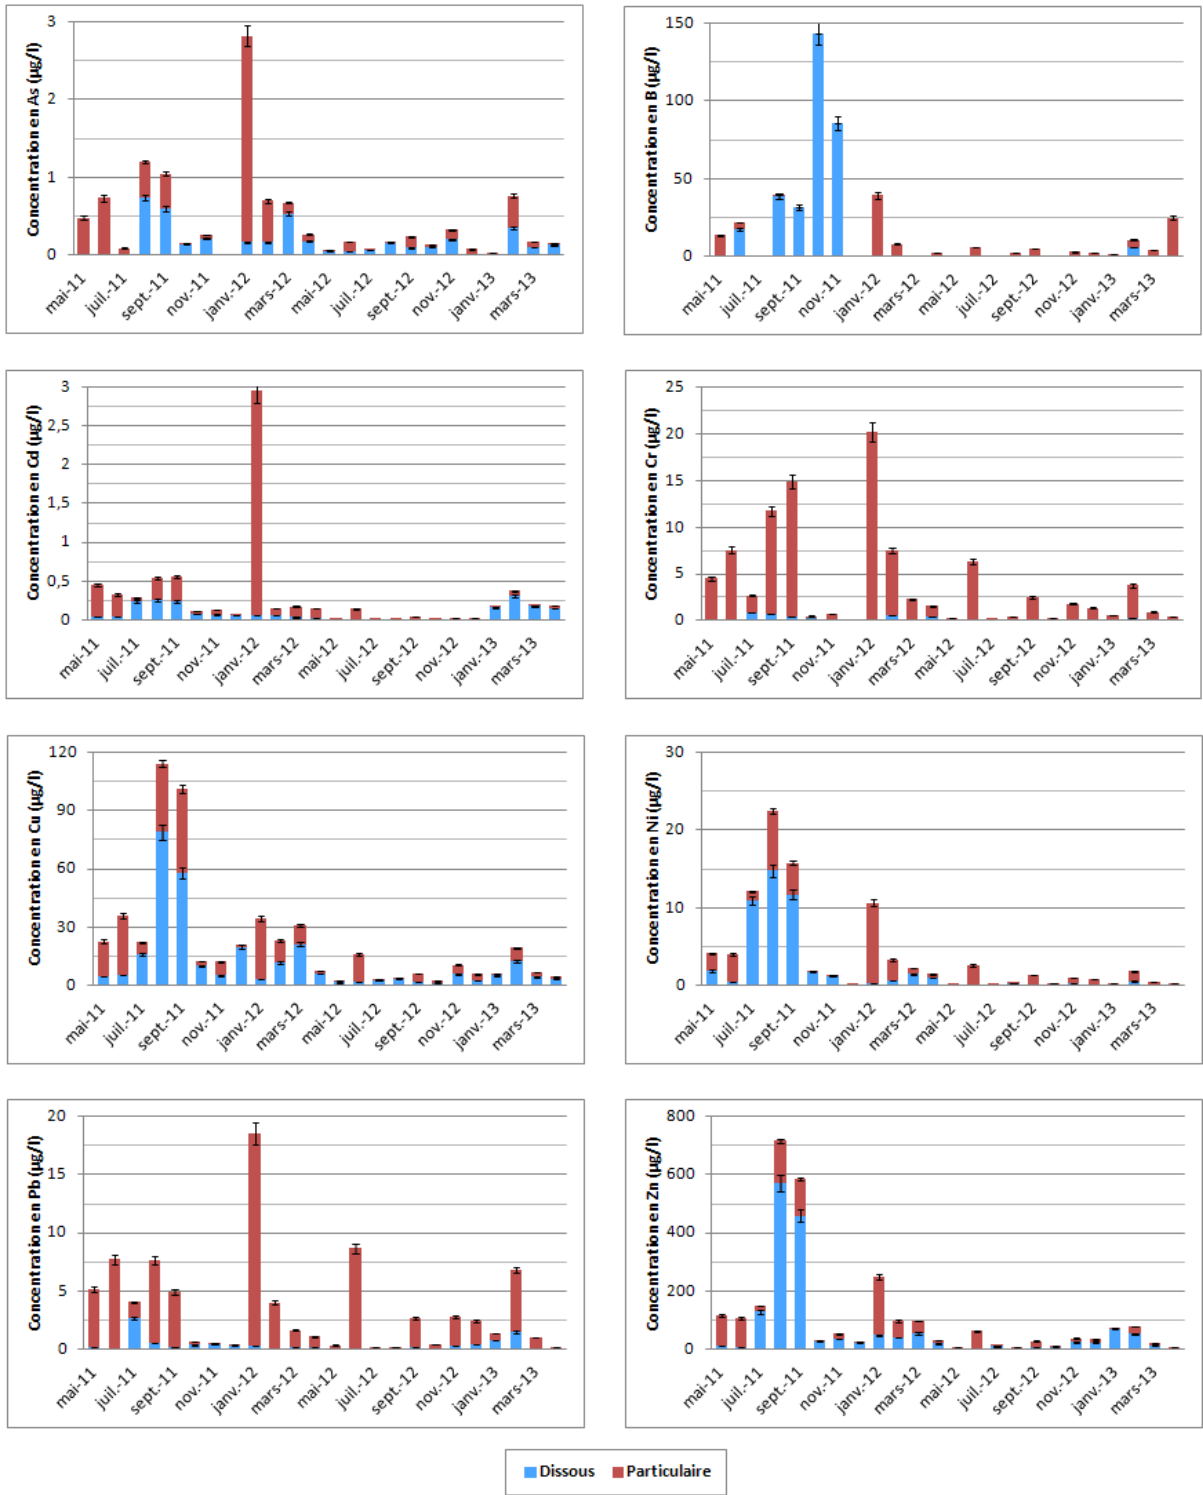 Concentration en As (µg/l)
3
2
1
0
mai-11
juil.-11
sept.-11
nov.-11
janv.-12
mars-12
mai-12
juil.-12
sept.-12
nov.-12
janv.-13
mars-13
Concentration en B (µg/l)
150
100
50
0
mai-11
juil.-11
sept.-11
nov.-11
janv.-12
mars-12
mai-12
juil.-12
sept.-12
nov.-12
janv.-13
mars-13
Concentration en Cd (µg/l)
3
2,5
2
1,5
1
0,5
0
mai-11
juil.-11
sept.-11
nov.-11
janv.-12
mars-12
mai-12
juil.-12
sept.-12
nov.-12
janv.-13
mars-13
Concentration en Cr (µg/l)
25
20
15
10
5
0
mai-11
juil.-11
sept.-11
nov.-11
janv.-12
mars-12
mai-12
juil.-12
sept.-12
nov.-12
janv.-13
mars-13
Concentration en Cu (µg/l)
120
90
60
30
0
mai-11
juil.-11
sept.-11
nov.-11
janv.-12
mars-12
mai-12
juil.-12
sept.-12
nov.-12
janv.-13
mars-13
Concentration en Ni (µg/l)
30
20
10
0
mai-11
juil.-11
sept.-11
nov.-11
janv.-12
mars-12
mai-12
juil.-12
sept.-12
nov.-12
janv.-13
mars-13
Concentration en Pb (µg/l)
20
15
10
5
0
mai-11
juil.-11
sept.-11
nov.-11
janv.-12
mars-12
mai-12
juil.-12
sept.-12
nov.-12
janv.-13
mars-13
Concentration en Zn (µg/l)
800
600
400
200
0
mai-11
juil.-11
sept.-11
nov.-11
janv.-12
mars-12
mai-12
juil.-12
sept.-12
nov.-12
janv.-13
mars-13
Dissous Particulaire